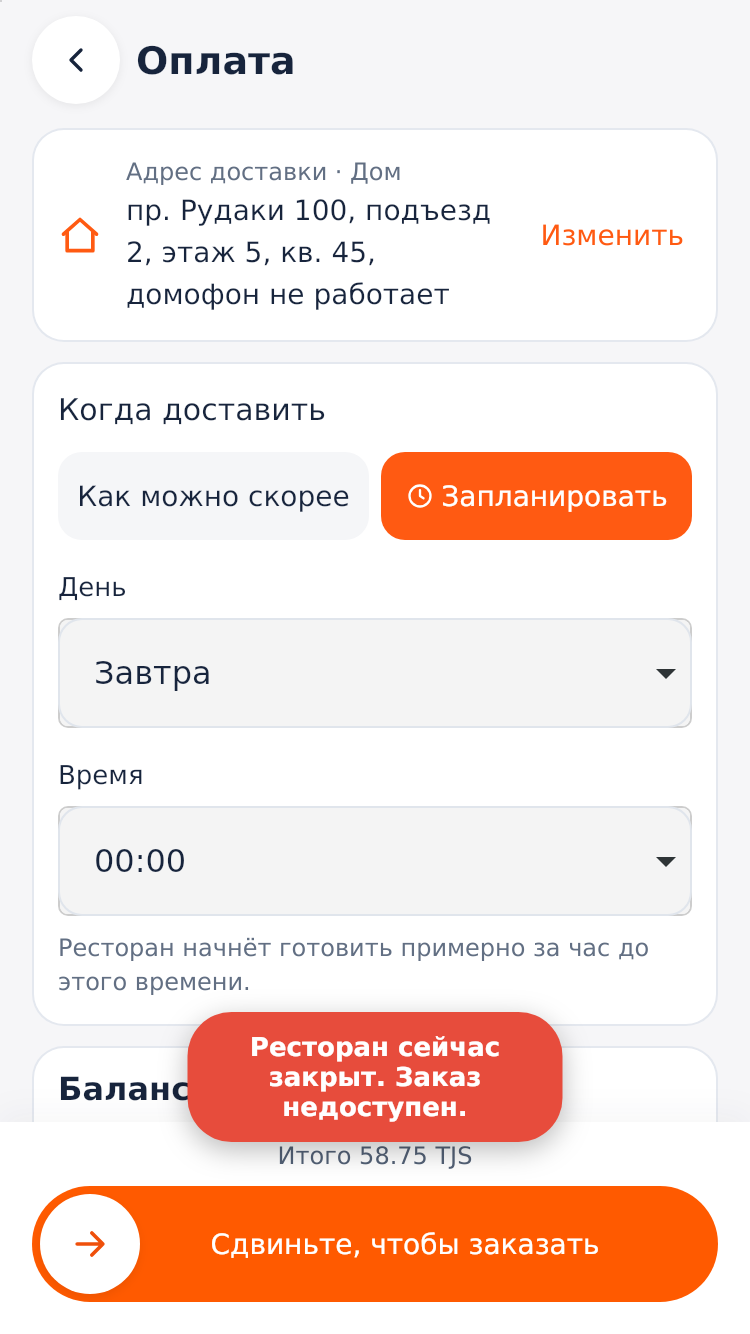 Оплата
Адрес доставки · Дом
пр. Рудаки 100, подъезд
2, этаж 5, кв. 45,
домофон не работает
Изменить
Когда доставить
Как можно скорее
Запланировать
День
Завтра
Время
00:00
Ресторан начнёт готовить примерно за час до
этого времени.
Баланс
Ресторан сейчас
закрыт. Заказ
недоступен.
Итого 58.75 TJS
Сдвиньте, чтобы заказать